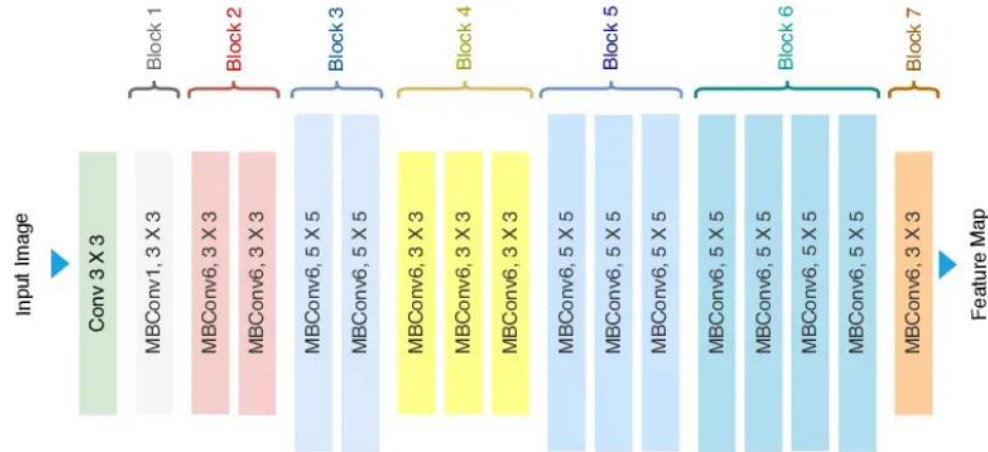 Block 1
Block 2
Block 3
Block 4
Block 5
Block 6
Block 7
Input Image
Conv 3 X 3
MBConv1, 3 X 3
MBConv6, 3 X 3
MBConv6, 3 X 3
MBConv6, 5 X 5
MBConv6, 5 X 5
MBConv6, 3 X 3
MBConv6, 3 X 3
MBConv6, 3 X 3
MBConv6, 5 X 5
MBConv6, 5 X 5
MBConv6, 5 X 5
MBConv6, 5 X 5
MBConv6, 5 X 5
MBConv6, 5 X 5
MBConv6, 5 X 5
MBConv6, 3 X 3
Feature Map